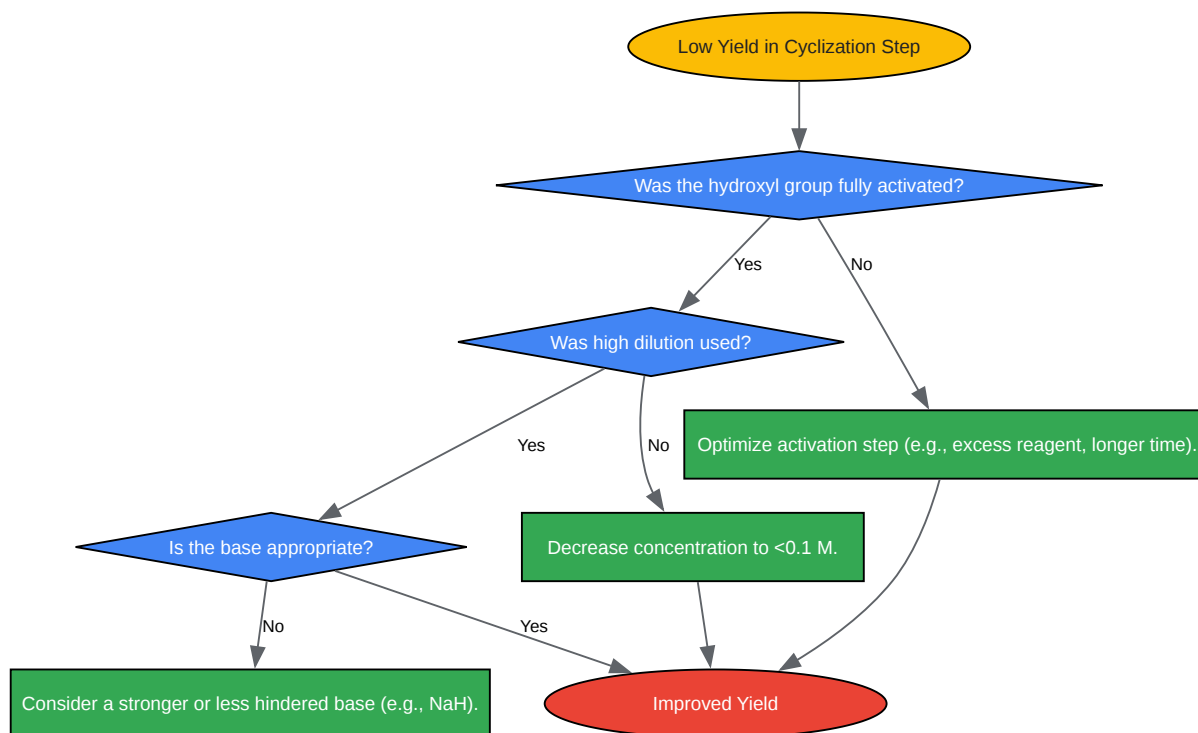 Low Yield in Cyclization Step
Was the hydroxyl group fully activated?
Yes
No
Was high dilution used?
Yes
No
Optimize activation step (e.g., excess reagent, longer time).
Is the base appropriate?
Decrease concentration to <0.1 M.
No
Yes
Consider a stronger or less hindered base (e.g., NaH).
Improved Yield